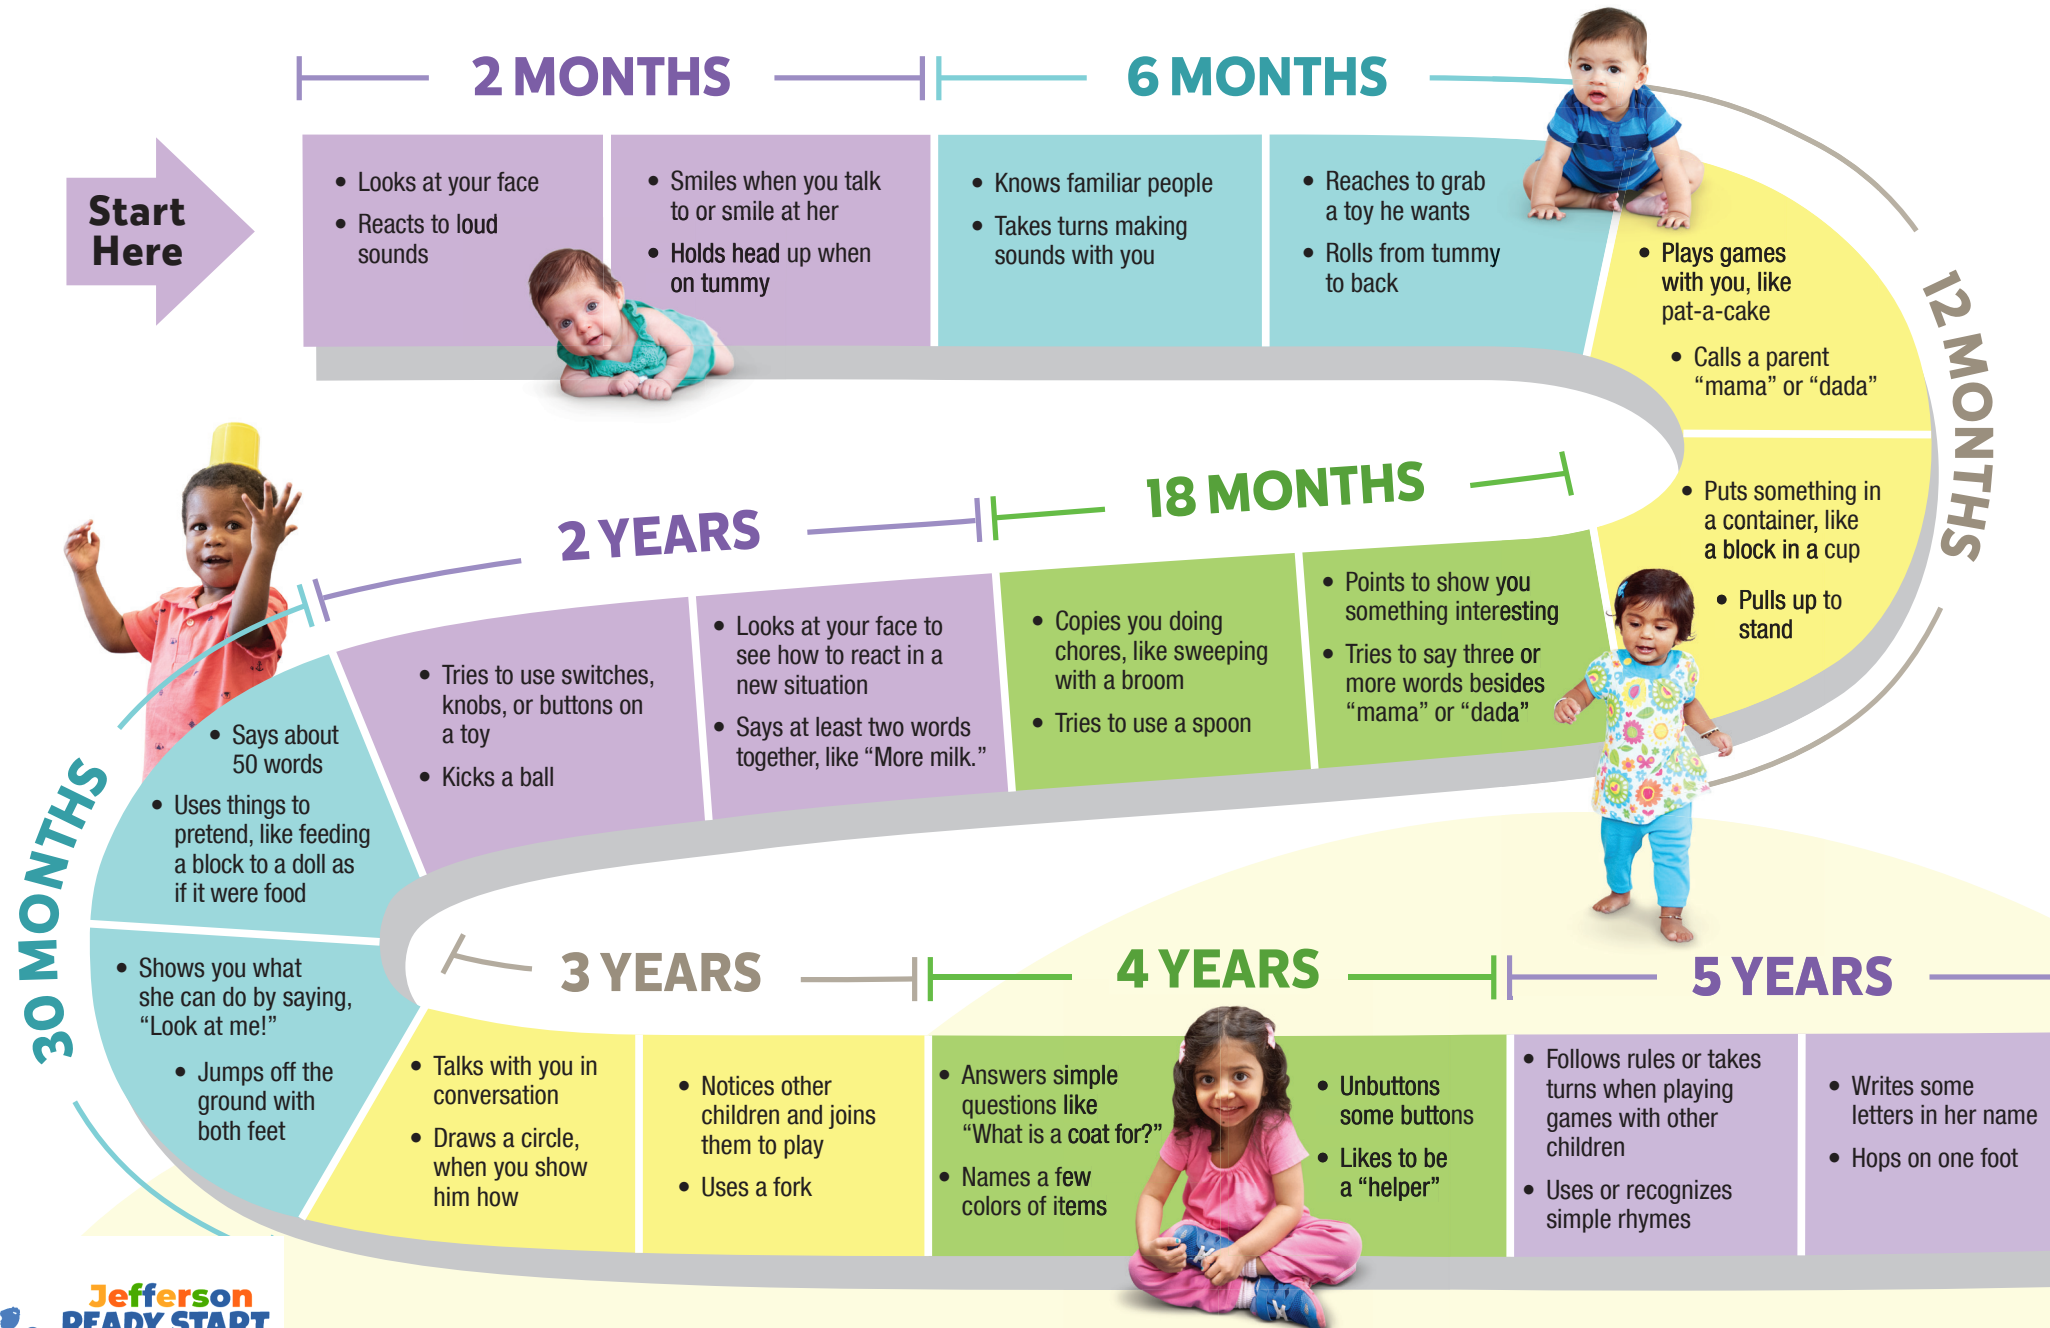 2 MONTHS
6 MONTHS
Start
Here
• Looks at your face
• Reacts to loud
sounds
• Smiles when you talk
to or smile at her
• Holds head up when
on tummy
• Knows familiar people
• Takes turns making
sounds with you
• Reaches to grab
a toy he wants
• Rolls from tummy
to back
12 MONTHS
• Plays games
with you, like
pat-a-cake
• Calls a parent
“mama” or “dada”
• Puts something in
a container, like
a block in a cup
• Pulls up to
stand
18 MONTHS
• Points to show you
something interesting
• Tries to say three or
more words besides
“mama” or “dada”
• Copies you doing
chores, like sweeping
with a broom
• Tries to use a spoon
2 YEARS
• Looks at your face to
see how to react in a
new situation
• Says at least two words
together, like “More milk.”
• Tries to use switches,
knobs, or buttons on
a toy
• Kicks a ball
30 MONTHS
• Says about
50 words
• Uses things to
pretend, like feeding
a block to a doll as
if it were food
• Shows you what
she can do by saying,
“Look at me!”
• Jumps off the
ground with
both feet
3 YEARS
• Talks with you in
conversation
• Draws a circle,
when you show
him how
• Notices other
children and joins
them to play
• Uses a fork
4 YEARS
• Answers simple
questions like
“What is a coat for?”
• Names a few
colors of items
• Unbuttons
some buttons
• Likes to be
a “helper”
5 YEARS
• Follows rules or takes
turns when playing
games with other
children
• Uses or recognizes
simple rhymes
• Writes some
letters in her name
• Hops on one foot
Jefferson
READY START